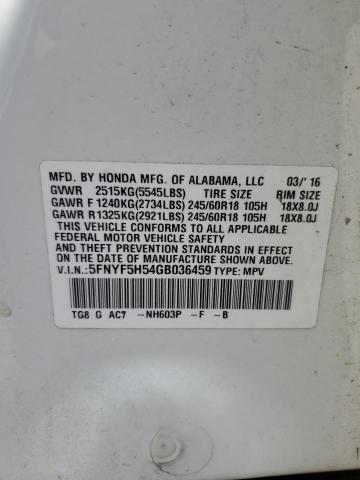 MFD. BY HONDA MFG. OF ALABAMA, LLC 03/'16
GVWR 2515KG(5545LBS) TIRE SIZE RIM SIZE
GAWR F 1240KG(2734LBS) 245/60R18 105H 18X8.0J
GAWR R 1325KG(2921LBS) 245/60R18 105H 18X8.0J
THIS VEHICLE CONFORMS TO ALL APPLICABLE
FEDERAL MOTOR VEHICLE SAFETY, BUMPER,
AND THEFT PREVENTION STANDARDS IN EFFECT
ON THE DATE OF MANUFACTURE SHOWN ABOVE.
V.I.N.: 5FNYF5H54GB036459 TYPE: MPV
TG8 G AC7 -NH603P -F -B